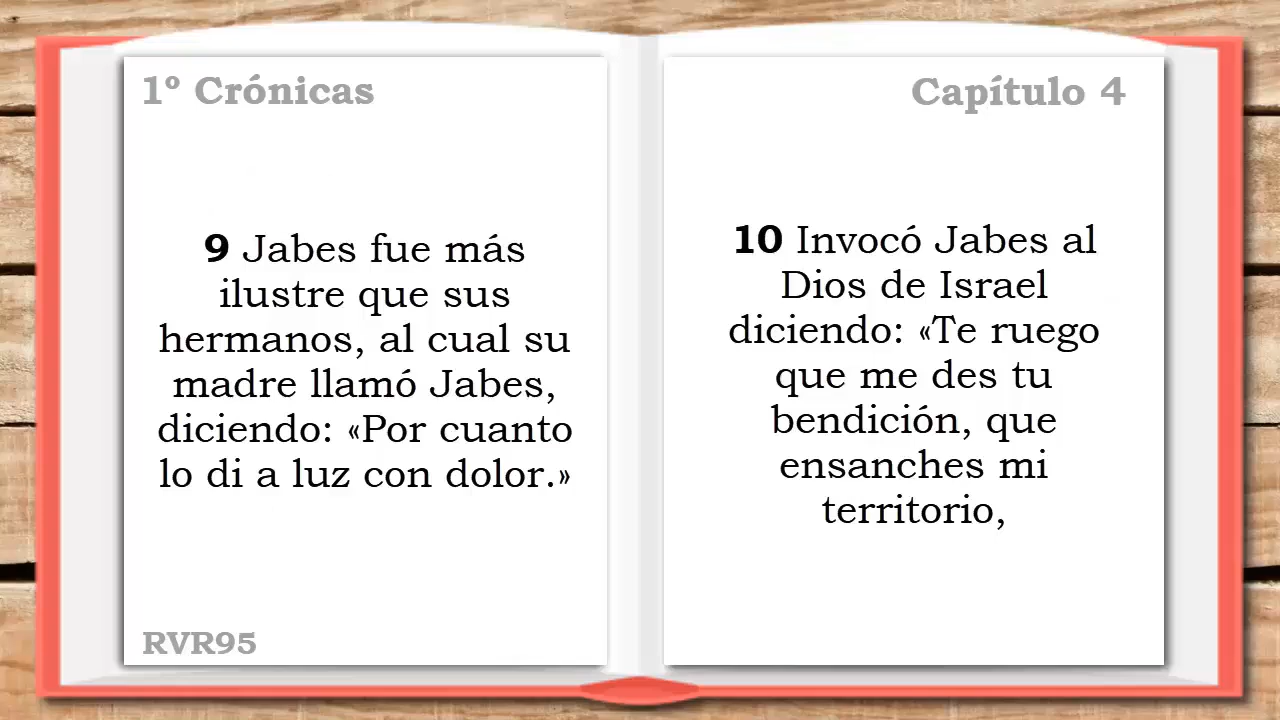 1º Crónicas
9 Jabes fue más
ilustre que sus
hermanos, al cual su
madre llamó Jabes,
diciendo: «Por cuanto
lo di a luz con dolor.»
RVR95
Capítulo 4
10 Invocó Jabes al
Dios de Israel
diciendo: «Te ruego
que me des tu
bendición, que
ensanches mi
territorio,